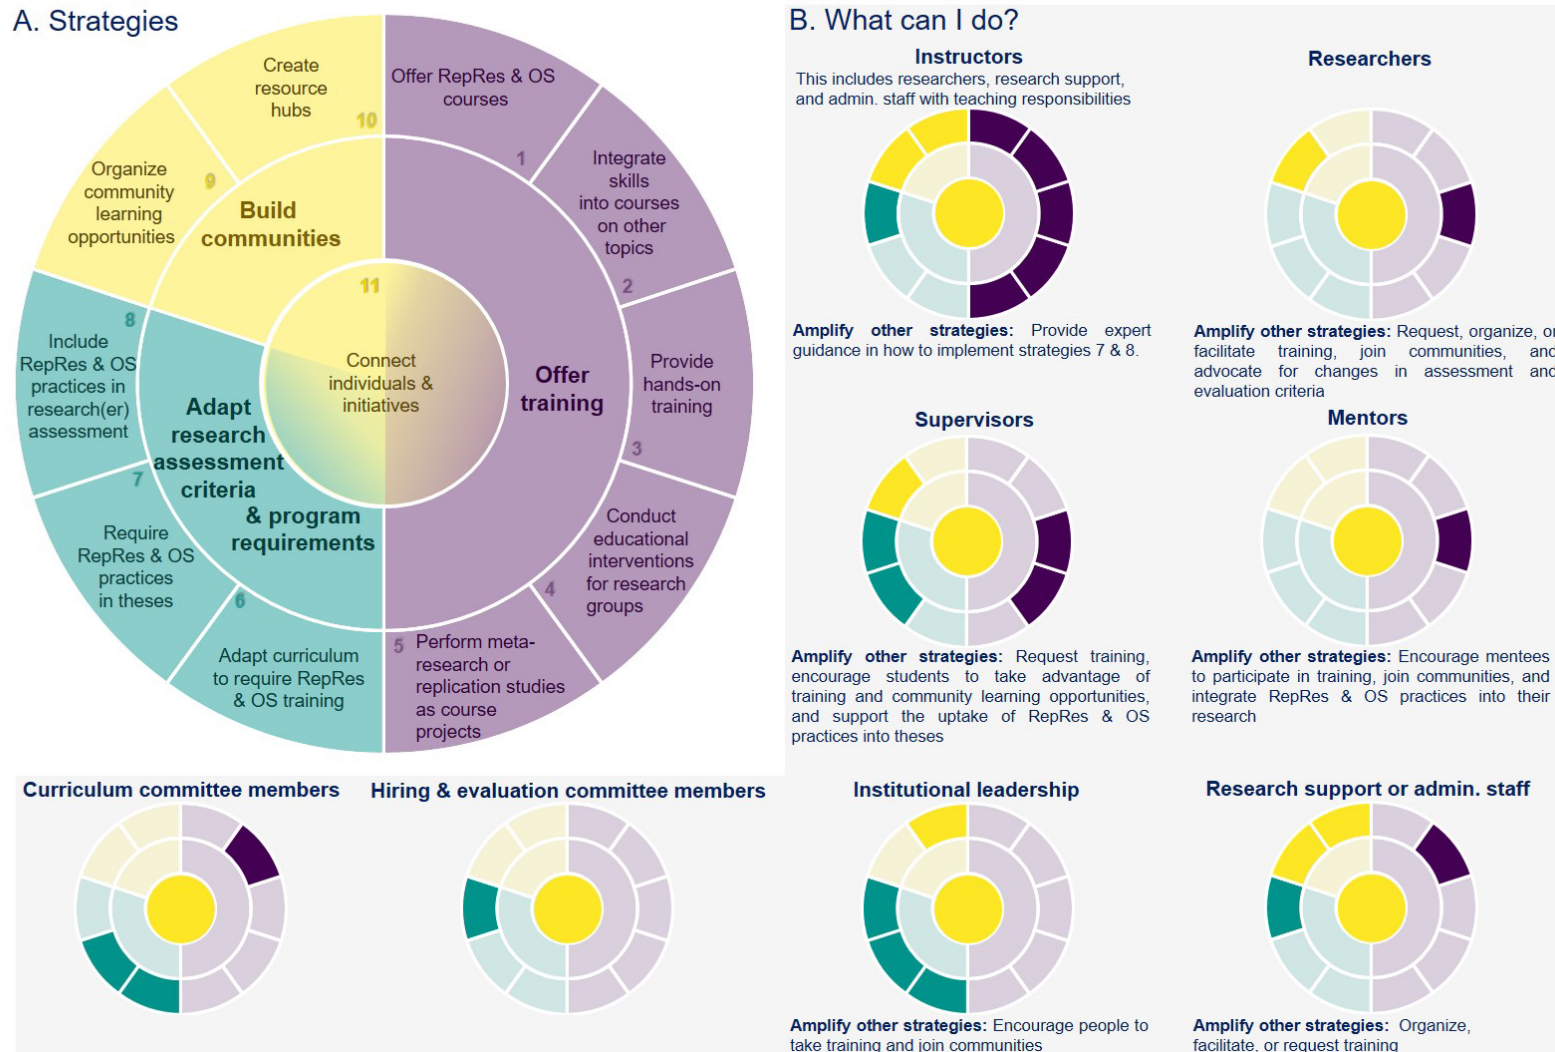 A. Strategies
Create
resource
hubs
10
Offer RepRes & OS
courses
1
Integrate
skills
into courses
on other
topics
2
Provide
hands-on
training
3
Conduct
educational
interventions
for research
groups
4
5
Perform meta-
research or
replication studies
as course
projects
Adapt curriculum
to require RepRes
& OS training
6
Require
RepRes & OS
practices
in theses
7
Include
RepRes & OS
practices in
research(er)
assessment
8
Organize
community
learning
opportunities
9
Build
communities
11
Connect
individuals &
initiatives
Offer
training
Adapt
research
assessment
criteria
& program
requirements
B. What can I do?
Instructors
This includes researchers, research support,
and admin. staff with teaching responsibilities
Amplify other strategies: Provide expert
guidance in how to implement strategies 7 & 8.
Researchers
Amplify other strategies: Request, organize, or
facilitate training, join communities, and
advocate for changes in assessment and
evaluation criteria
Supervisors
Amplify other strategies: Request training,
encourage students to take advantage of
training and community learning opportunities,
and support the uptake of RepRes & OS
practices into theses
Mentors
Amplify other strategies: Encourage mentees
to participate in training, join communities, and
integrate RepRes & OS practices into their
research
Curriculum committee members
Hiring & evaluation committee members
Institutional leadership
Amplify other strategies: Encourage people to
take training and join communities
Research support or admin. staff
Amplify other strategies: Organize,
facilitate, or request training